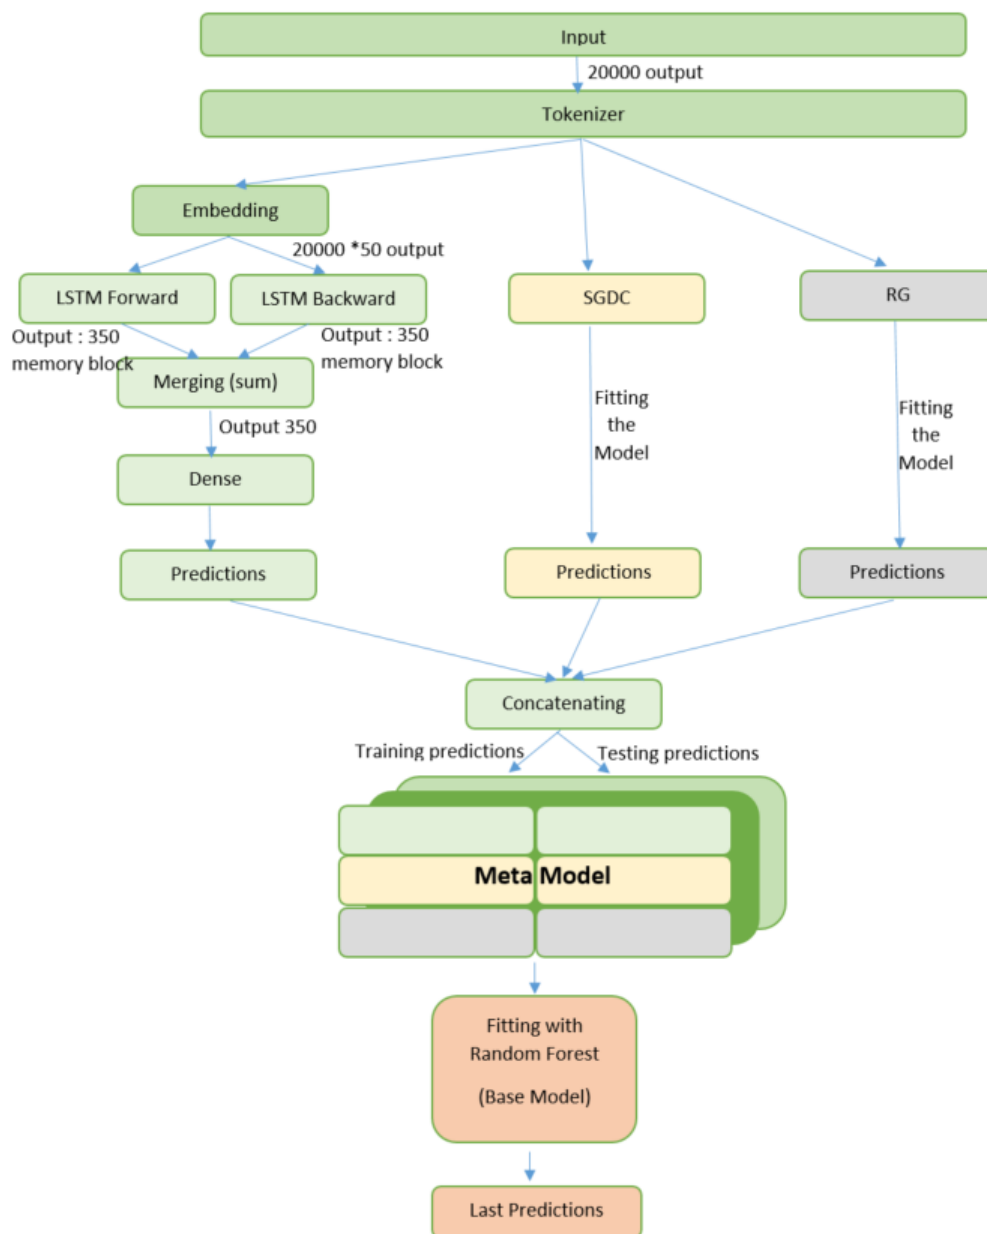 Input
20000 output
Tokenizer
Embedding
20000 *50 output
LSTM Forward
LSTM Backward
SGDC
RG
Output : 350
memory block
Output : 350
memory block
Merging (sum)
Output 350
Fitting
the
Model
Fitting
the
Model
Dense
Predictions
Predictions
Predictions
Concatenating
Training predictions
Testing predictions
Meta Model
Fitting with
Random Forest
(Base Model)
Last Predictions